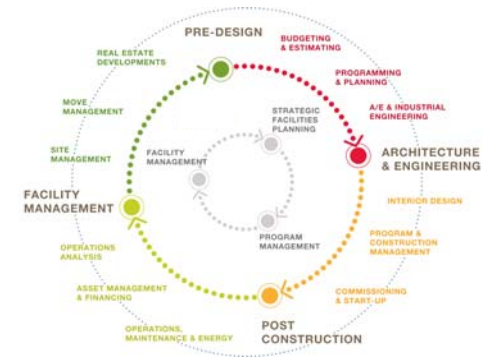 PRE-DESIGN
BUDGETING
& ESTIMATING
REAL ESTATE
DEVELOPMENTS
PROGRAMMING
& PLANNING
MOVE
MANAGEMENT
A/E & INDUSTRIAL
ENGINEERING
STRATEGIC
FACILITIES
PLANNING
SITE
MANAGEMENT
FACILITY
MANAGEMENT
ARCHITECTURE
& ENGINEERING
FACILITY
MANAGEMENT
INTERIOR DESIGN
PROGRAM
MANAGEMENT
PROGRAM &
CONSTRUCTION
MANAGEMENT
OPERATIONS
ANALYSIS
ASSET MANAGEMENT
& FINANCING
COMMISSIONING
& START-UP
OPERATIONS,
MAINTENANCE & ENERGY
POST
CONSTRUCTION